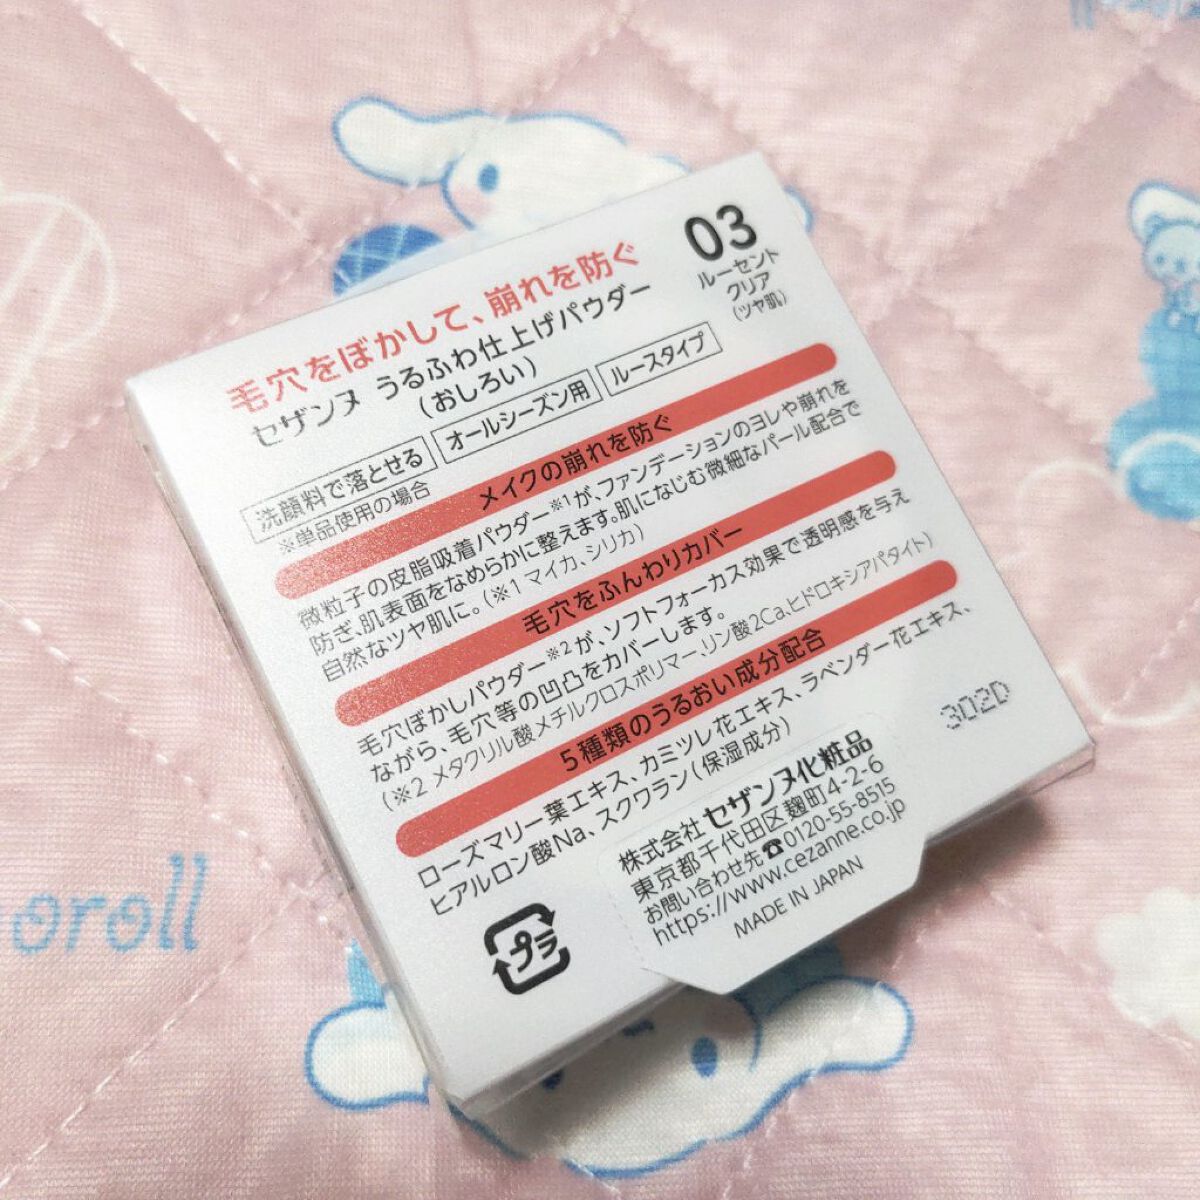 03
ルーセント
クリア
(ツヤ肌)
毛穴をぼかして、崩れを防ぐ
セザンヌ うるふわ仕上げパウダー
(おしろい)
洗顔料で落とせる オールシーズン用 ルースタイプ
※単品使用の場合
メイクの崩れを防ぐ
微粒子の皮脂吸着パウダー※1が、ファンデーションのヨレや崩れを
防ぎ、肌表面をなめらかに整えます。肌になじむ微細なパール配合で
自然なツヤ肌に。(※1 マイカ、シリカ)
毛穴をふんわりカバー
毛穴ぼかしパウダー※2が、ソフトフォーカス効果で透明感を与え
ながら、毛穴等の凹凸をカバーします。
(※2 メタクリル酸メチルクロスポリマー、リン酸2Ca、ヒドロキシアパタイト)
5種類のうるおい成分配合
ローズマリー葉エキス、カミツレ花エキス、ラベンダー花エキス、
ヒアルロン酸Na、スクワラン(保湿成分)
302D
株式会社 セザンヌ化粧品
東京都千代田区麹町4-2-6
お問い合わせ先☎0120-55-8515
https://www.cezanne.co.jp
MADE IN JAPAN
プラ
oroll